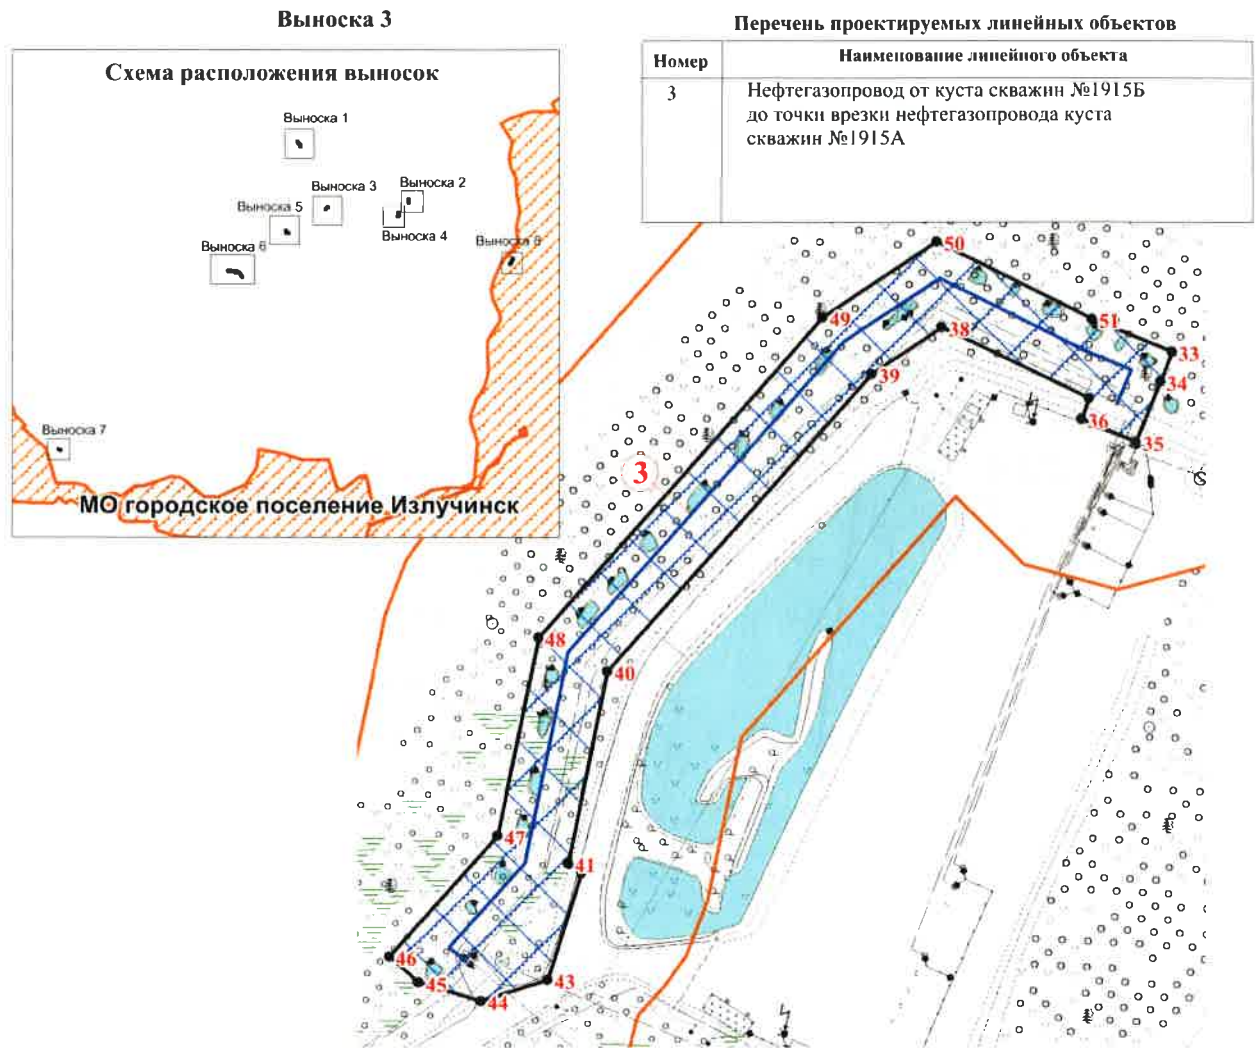 Выноска 3
Схема расположения выносок
Выноска 1
Выноска 3
Выноска 2
Выноска 5
Выноска 4
Выноска 6
Выноска 8
Выноска 7
МО городское поселение Излучинск
Перечень проектируемых линейных объектов
Номер
Наименование линейного объекта
3
Нефтегазопровод от куста скважин №1915Б
до точки врезки нефтегазопровода куста
скважин №1915А
50
49
51
38
33
39
34
36
35
3
48
40
47
41
46
45
43
44